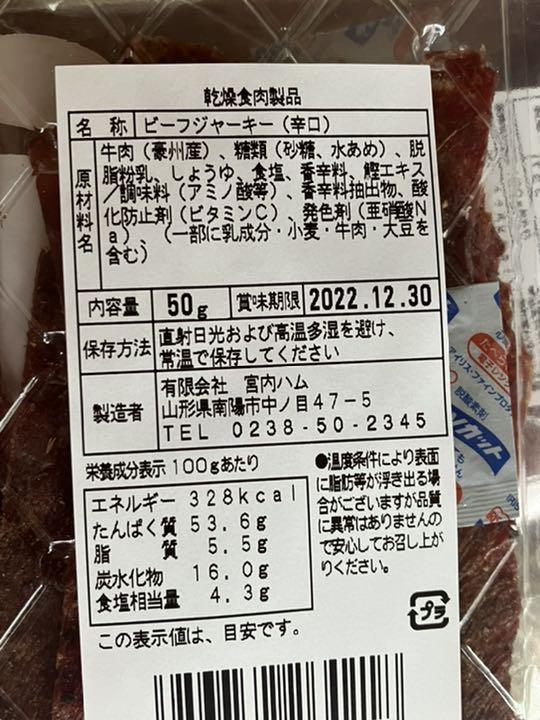 乾燥食肉製品
名 称 ビーフジャーキー（辛口）
原材料名
牛肉（豪州産）、糖類（砂糖、水あめ）、脱
脂粉乳、しょうゆ、食塩、香辛料、鰹エキス
／調味料（アミノ酸等）、香辛料抽出物、酸
化防止剤（ビタミンC）、発色剤（亜硝酸N
a）、 （一部に乳成分・小麦・牛肉・大豆を
含む）
内容量 50g 賞味期限 2022.12.30
保存方法 直射日光および高温多湿を避け、
常温で保存してください
製造者 有限会社 宮内ハム
山形県南陽市中ノ目47-5
TEL 0238-50-2345
栄養成分表示 100gあたり
エネルギー 328kcal
たんぱく質 53.6g
脂 質 5.5g
炭水化物 16.0g
食塩相当量 4.3g
この表示値は、目安です。
●温度条件により表面
に脂肪等が浮き出る場
合がございますが品質
に異常はありませんの
で安心してお召し上が
りください。
プラ
脱酸素剤